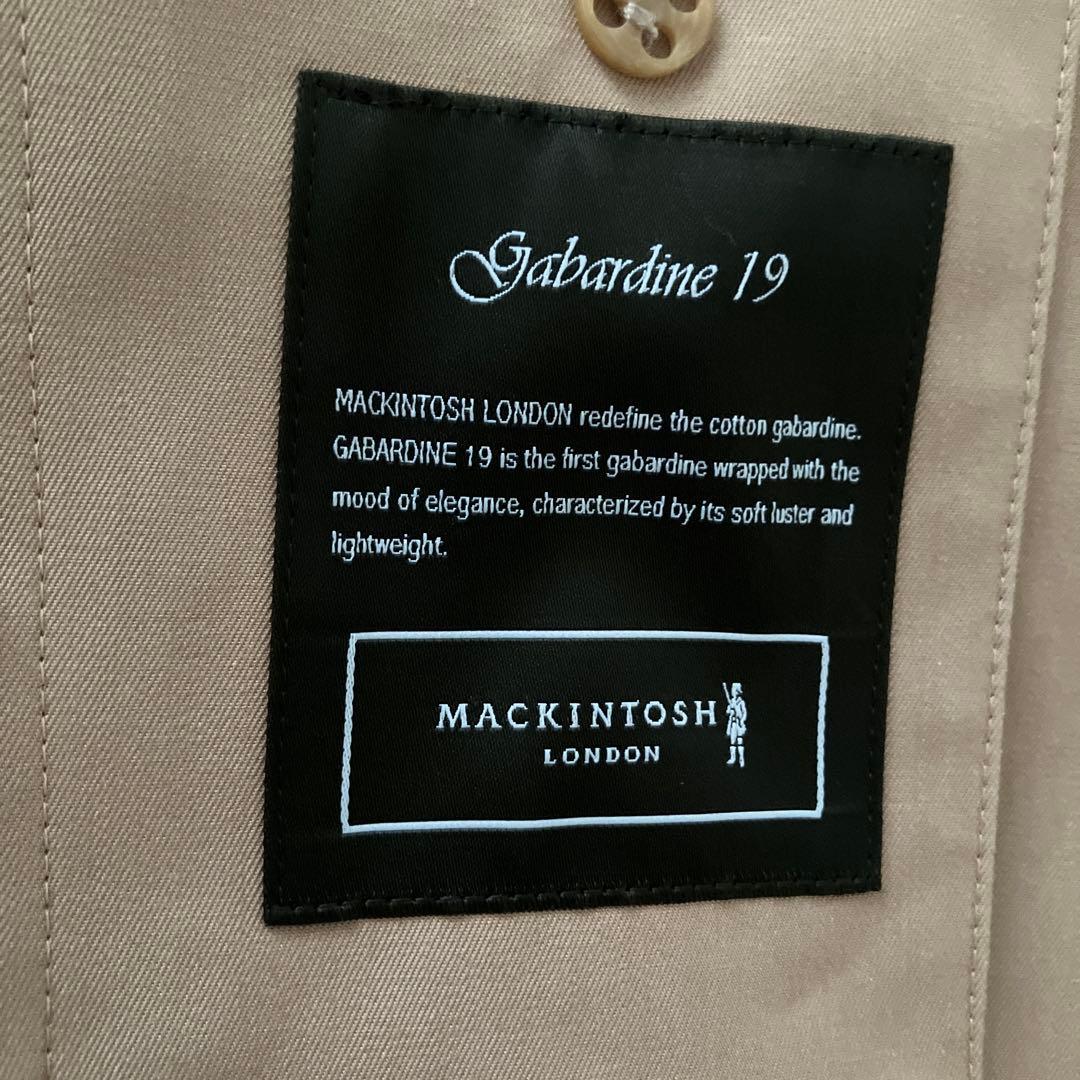 Gabardine 19
MACKINTOSH LONDON redefine the cotton gabardine.
GABARDINE 19 is the first gabardine wrapped with the
mood of elegance, characterized by its soft luster and
lightweight.
MACKINTOSH
LONDON